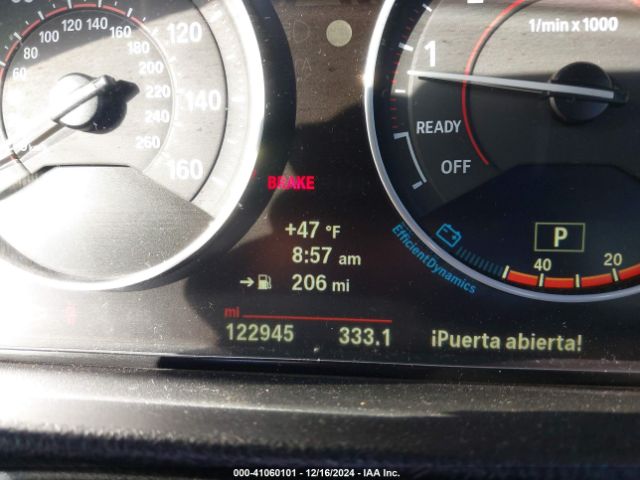 80 100 120 140 160 180 200 220 240 260
60
120
140
160
1/min x 1000
1
READY
OFF
BRAKE
+47 °F
8:57 am
➔ 206 mi
mi
122945 333.1
P
40 20
EfficientDynamics
¡Puerta abierta!
000-41060101 - 12/16/2024 - IAA Inc.